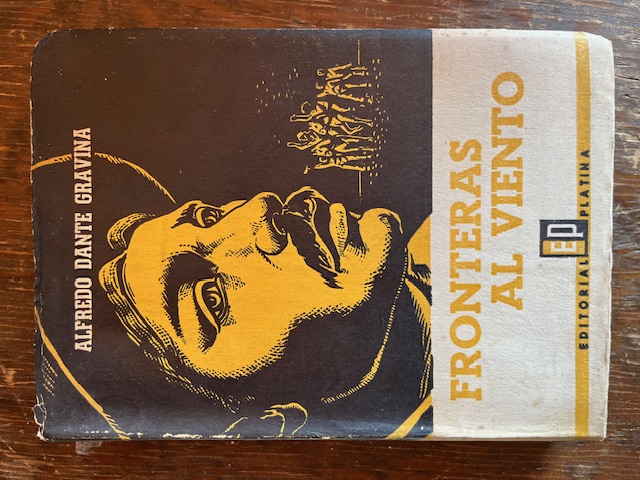 ALFREDO DANTE GRAVINA
FRONTERAS
AL VIENTO
EDITORIAL EP PLATINA